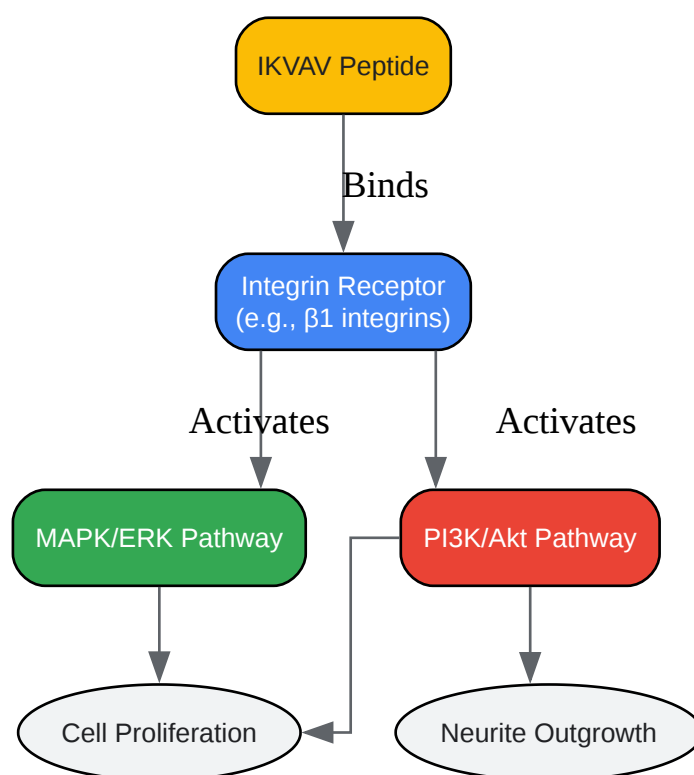 IKVAV Peptide
Binds
Integrin Receptor
(e.g., β1 integrins)
Activates
Activates
MAPK/ERK Pathway
PI3K/Akt Pathway
Cell Proliferation
Neurite Outgrowth